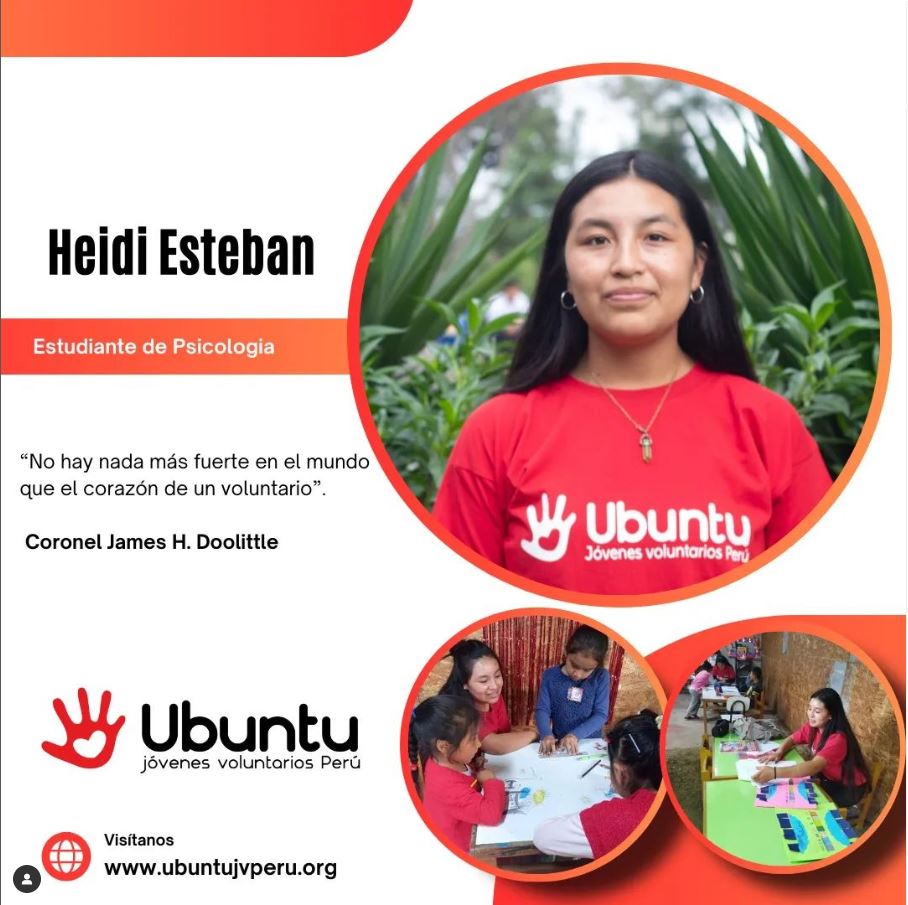 Heidi Esteban
Estudiante de Psicologia
“No hay nada más fuerte en el mundo
que el corazón de un voluntario”.
Coronel James H. Doolittle
Ubuntu
Jóvenes voluntarios Perú
Ubuntu
jóvenes voluntarios Perú
Visítanos
www.ubuntujvperu.org